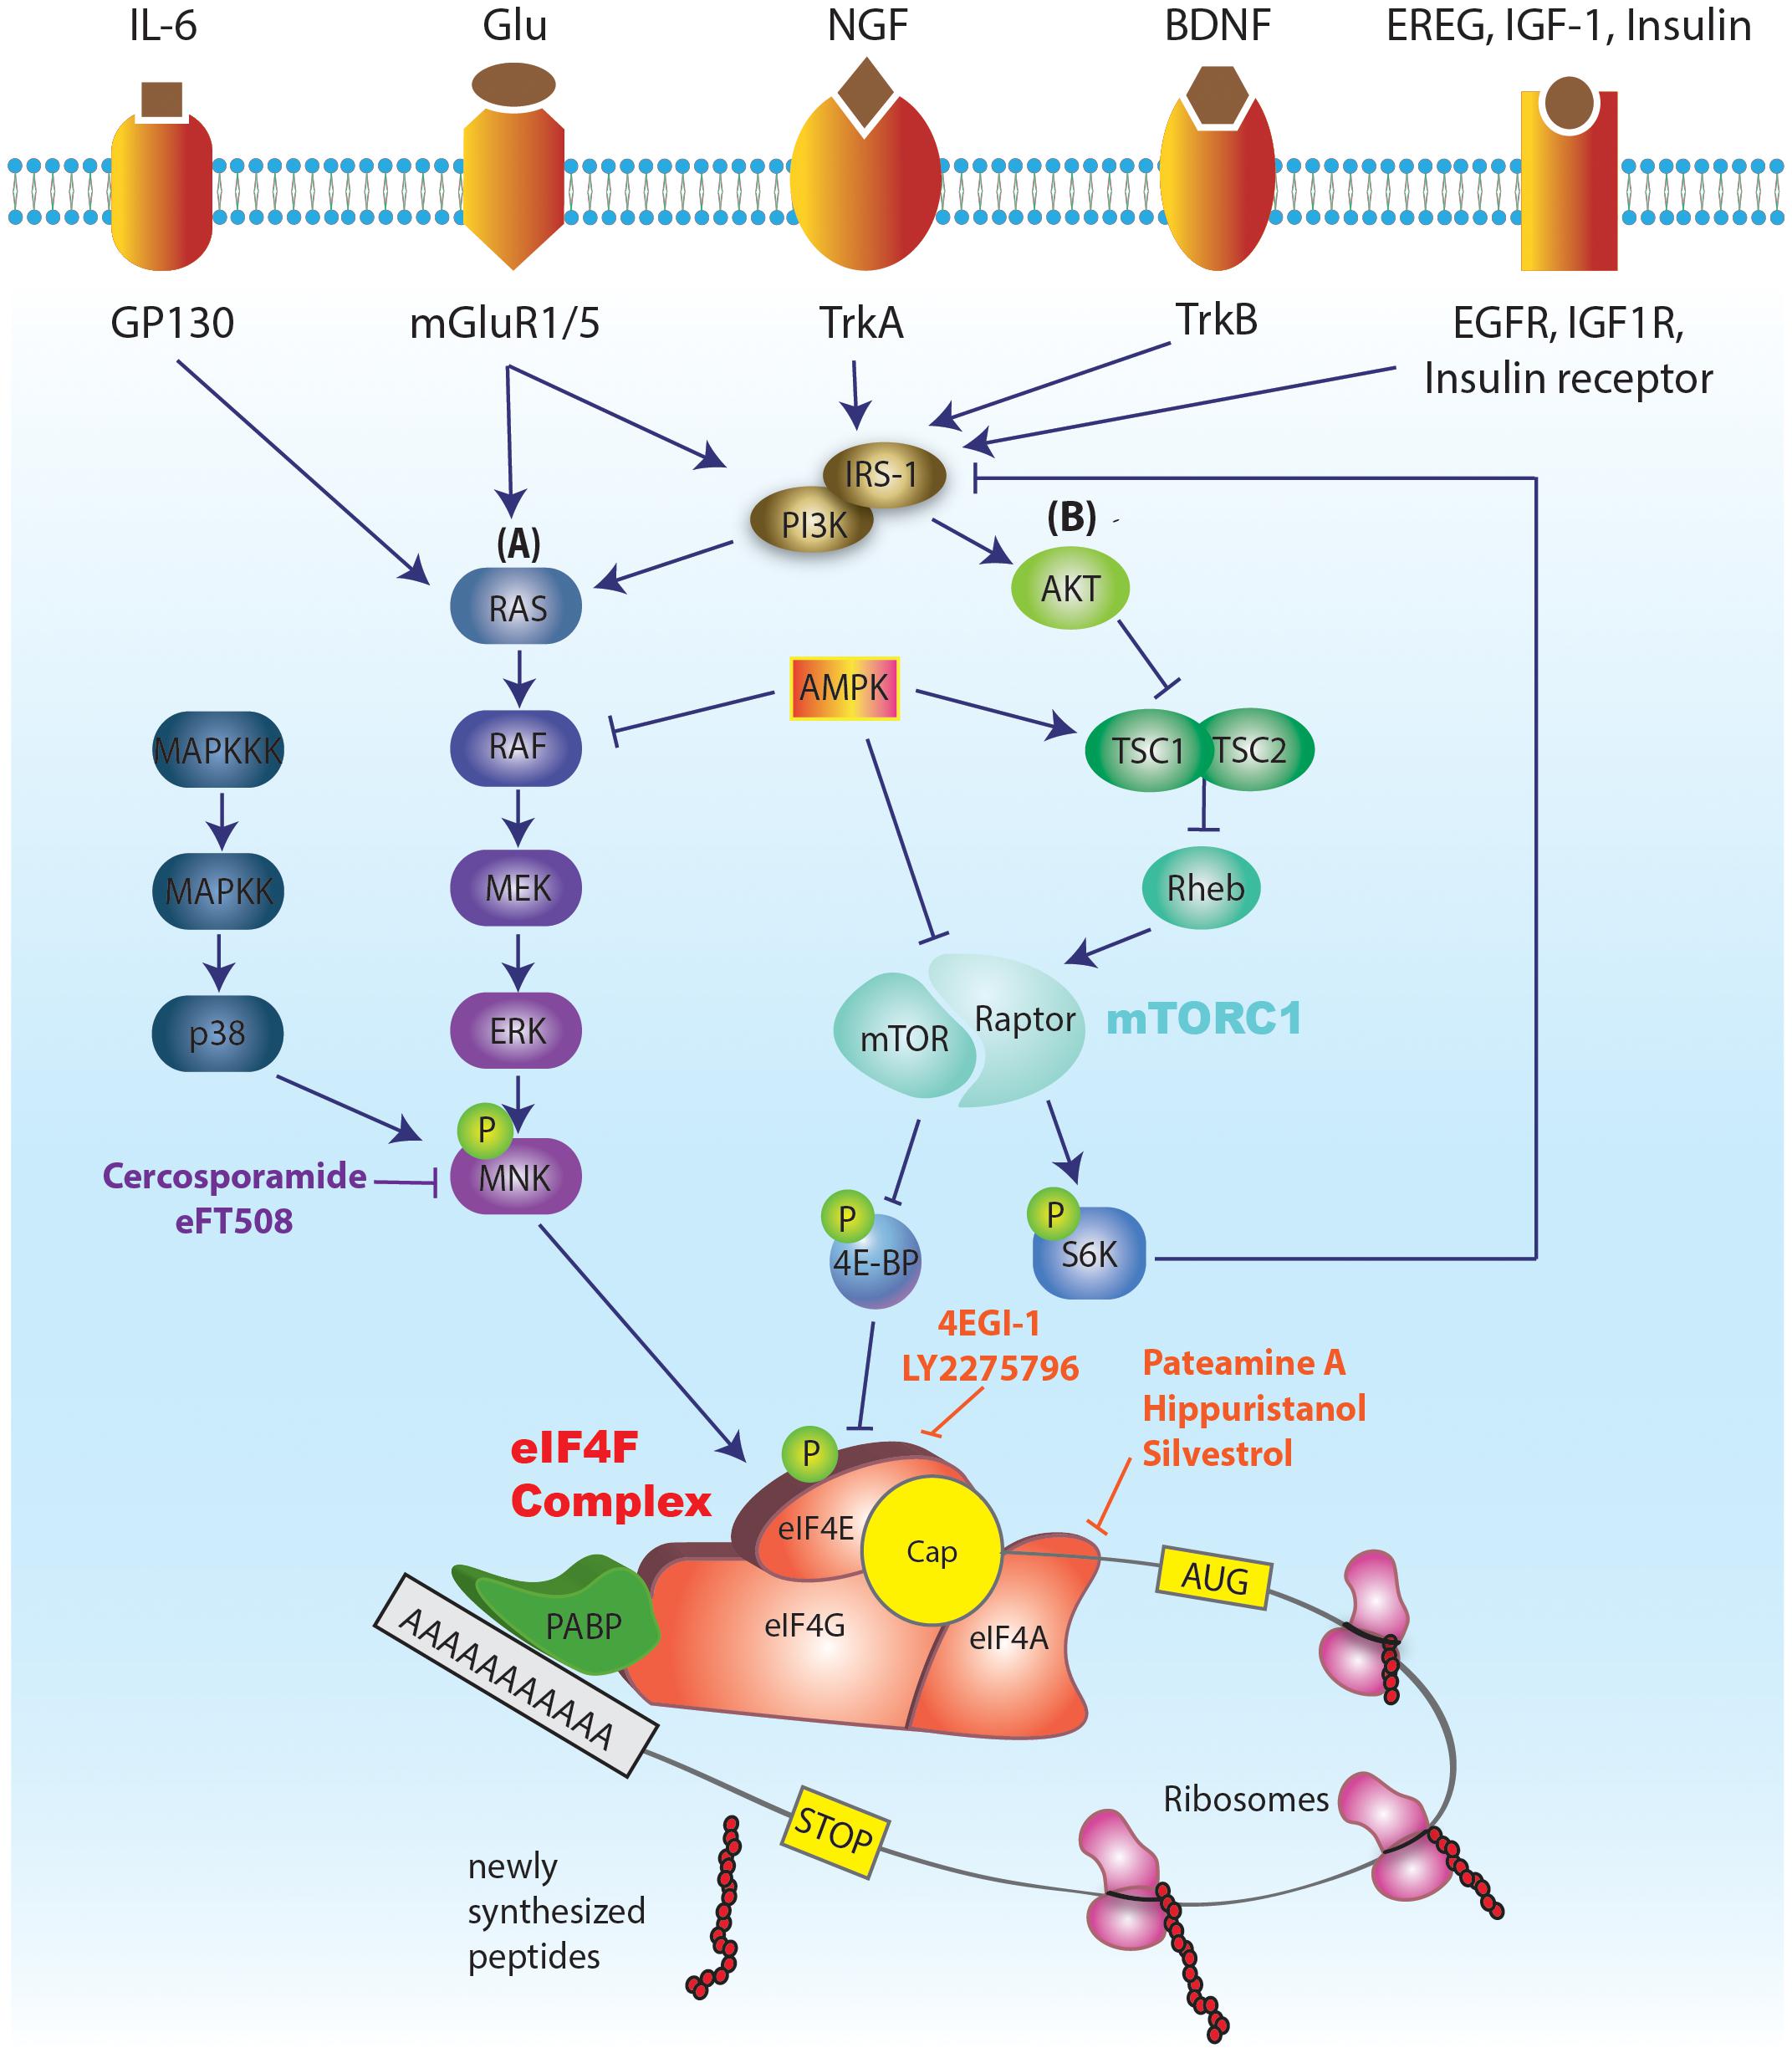 IL-6
Glu
NGF
BDNF
EREG, IGF-1, Insulin
GP130
mGluR1/5
TrkA
TrkB
EGFR, IGF1R,
Insulin receptor
IRS-1
PI3K
(A)
(B)
RAS
AKT
AMPK
MAPKKK
RAF
TSC1
TSC2
MAPKK
MEK
Rheb
p38
ERK
mTOR
Raptor
mTORC1
P
MNK
Cercosporamide
eFT508
P
4E-BP
P
S6K
4EGI-1
LY2275796
Pateamine A
Hippuristanol
Silvestrol
eIF4F
Complex
P
eIF4E
Cap
eIF4G
eIF4A
PABP
AUG
AAAAAAAAAAA
STOP
Ribosomes
newly
synthesized
peptides